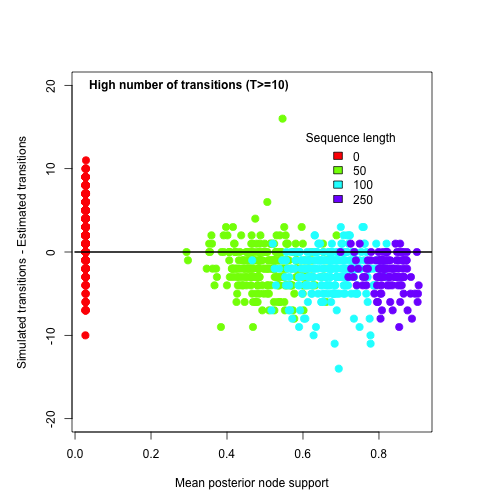 High number of transitions (T>=10)
Sequence length
0
50
100
250
Simulated transitions - Estimated transitions
20
10
0
-10
-20
0.0 0.2 0.4 0.6 0.8
Mean posterior node support